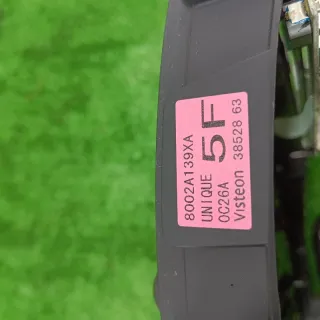 8002A139XA
UNIQUE 5F
0C26A
Visteon 38528 63